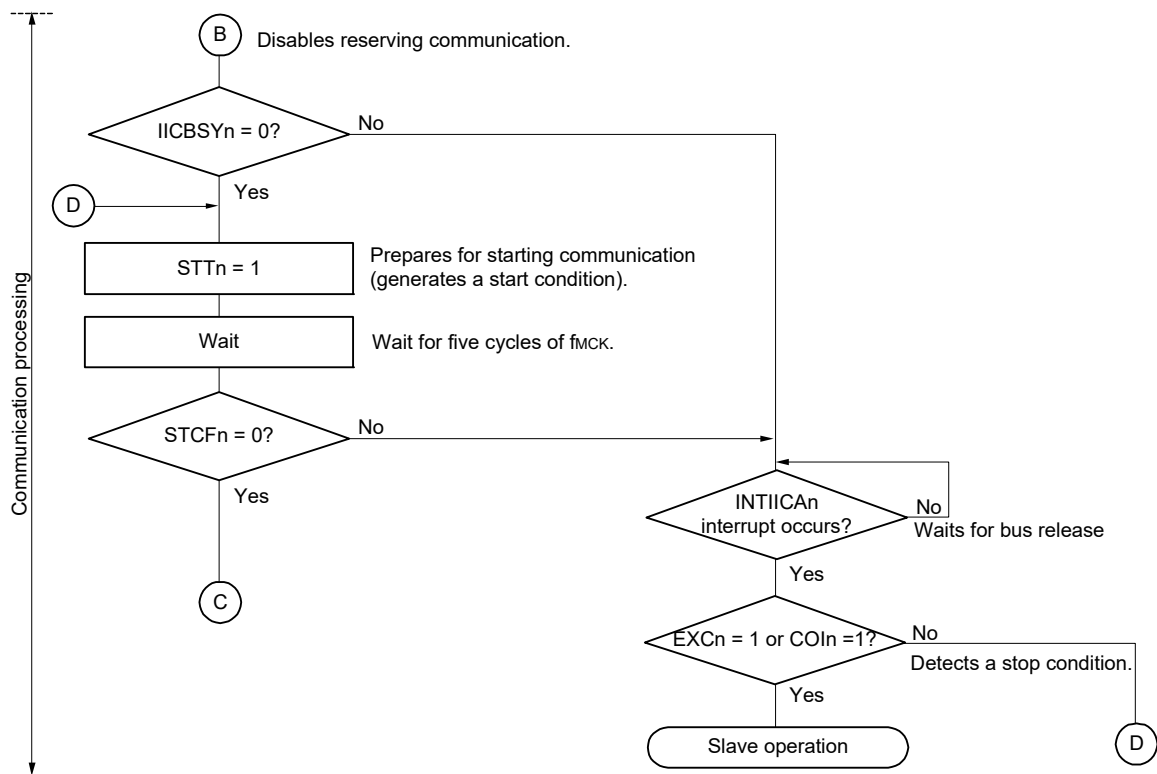 B
Disables reserving communication.
IICBSYn = 0?
No
Yes
D
STTn = 1
Prepares for starting communication
(generates a start condition).
Wait
Wait for five cycles of fMCK.
STCFn = 0?
No
Yes
Communication processing
INTIICAn
interrupt occurs?
No
Waits for bus release
Yes
C
EXCn = 1 or COIn =1?
No
Detects a stop condition.
Yes
Slave operation
D